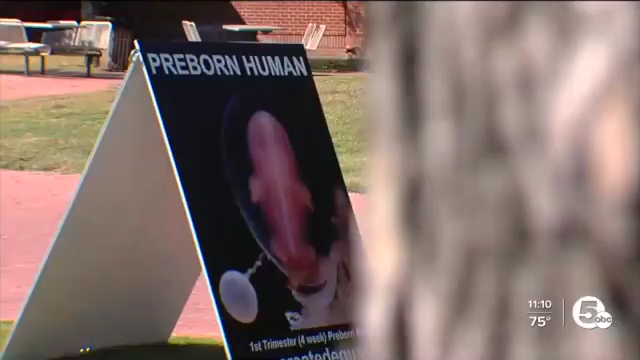 PREBORN HUMAN
1st Trimester (4 week) Preborn
11:10
75°
5
abc